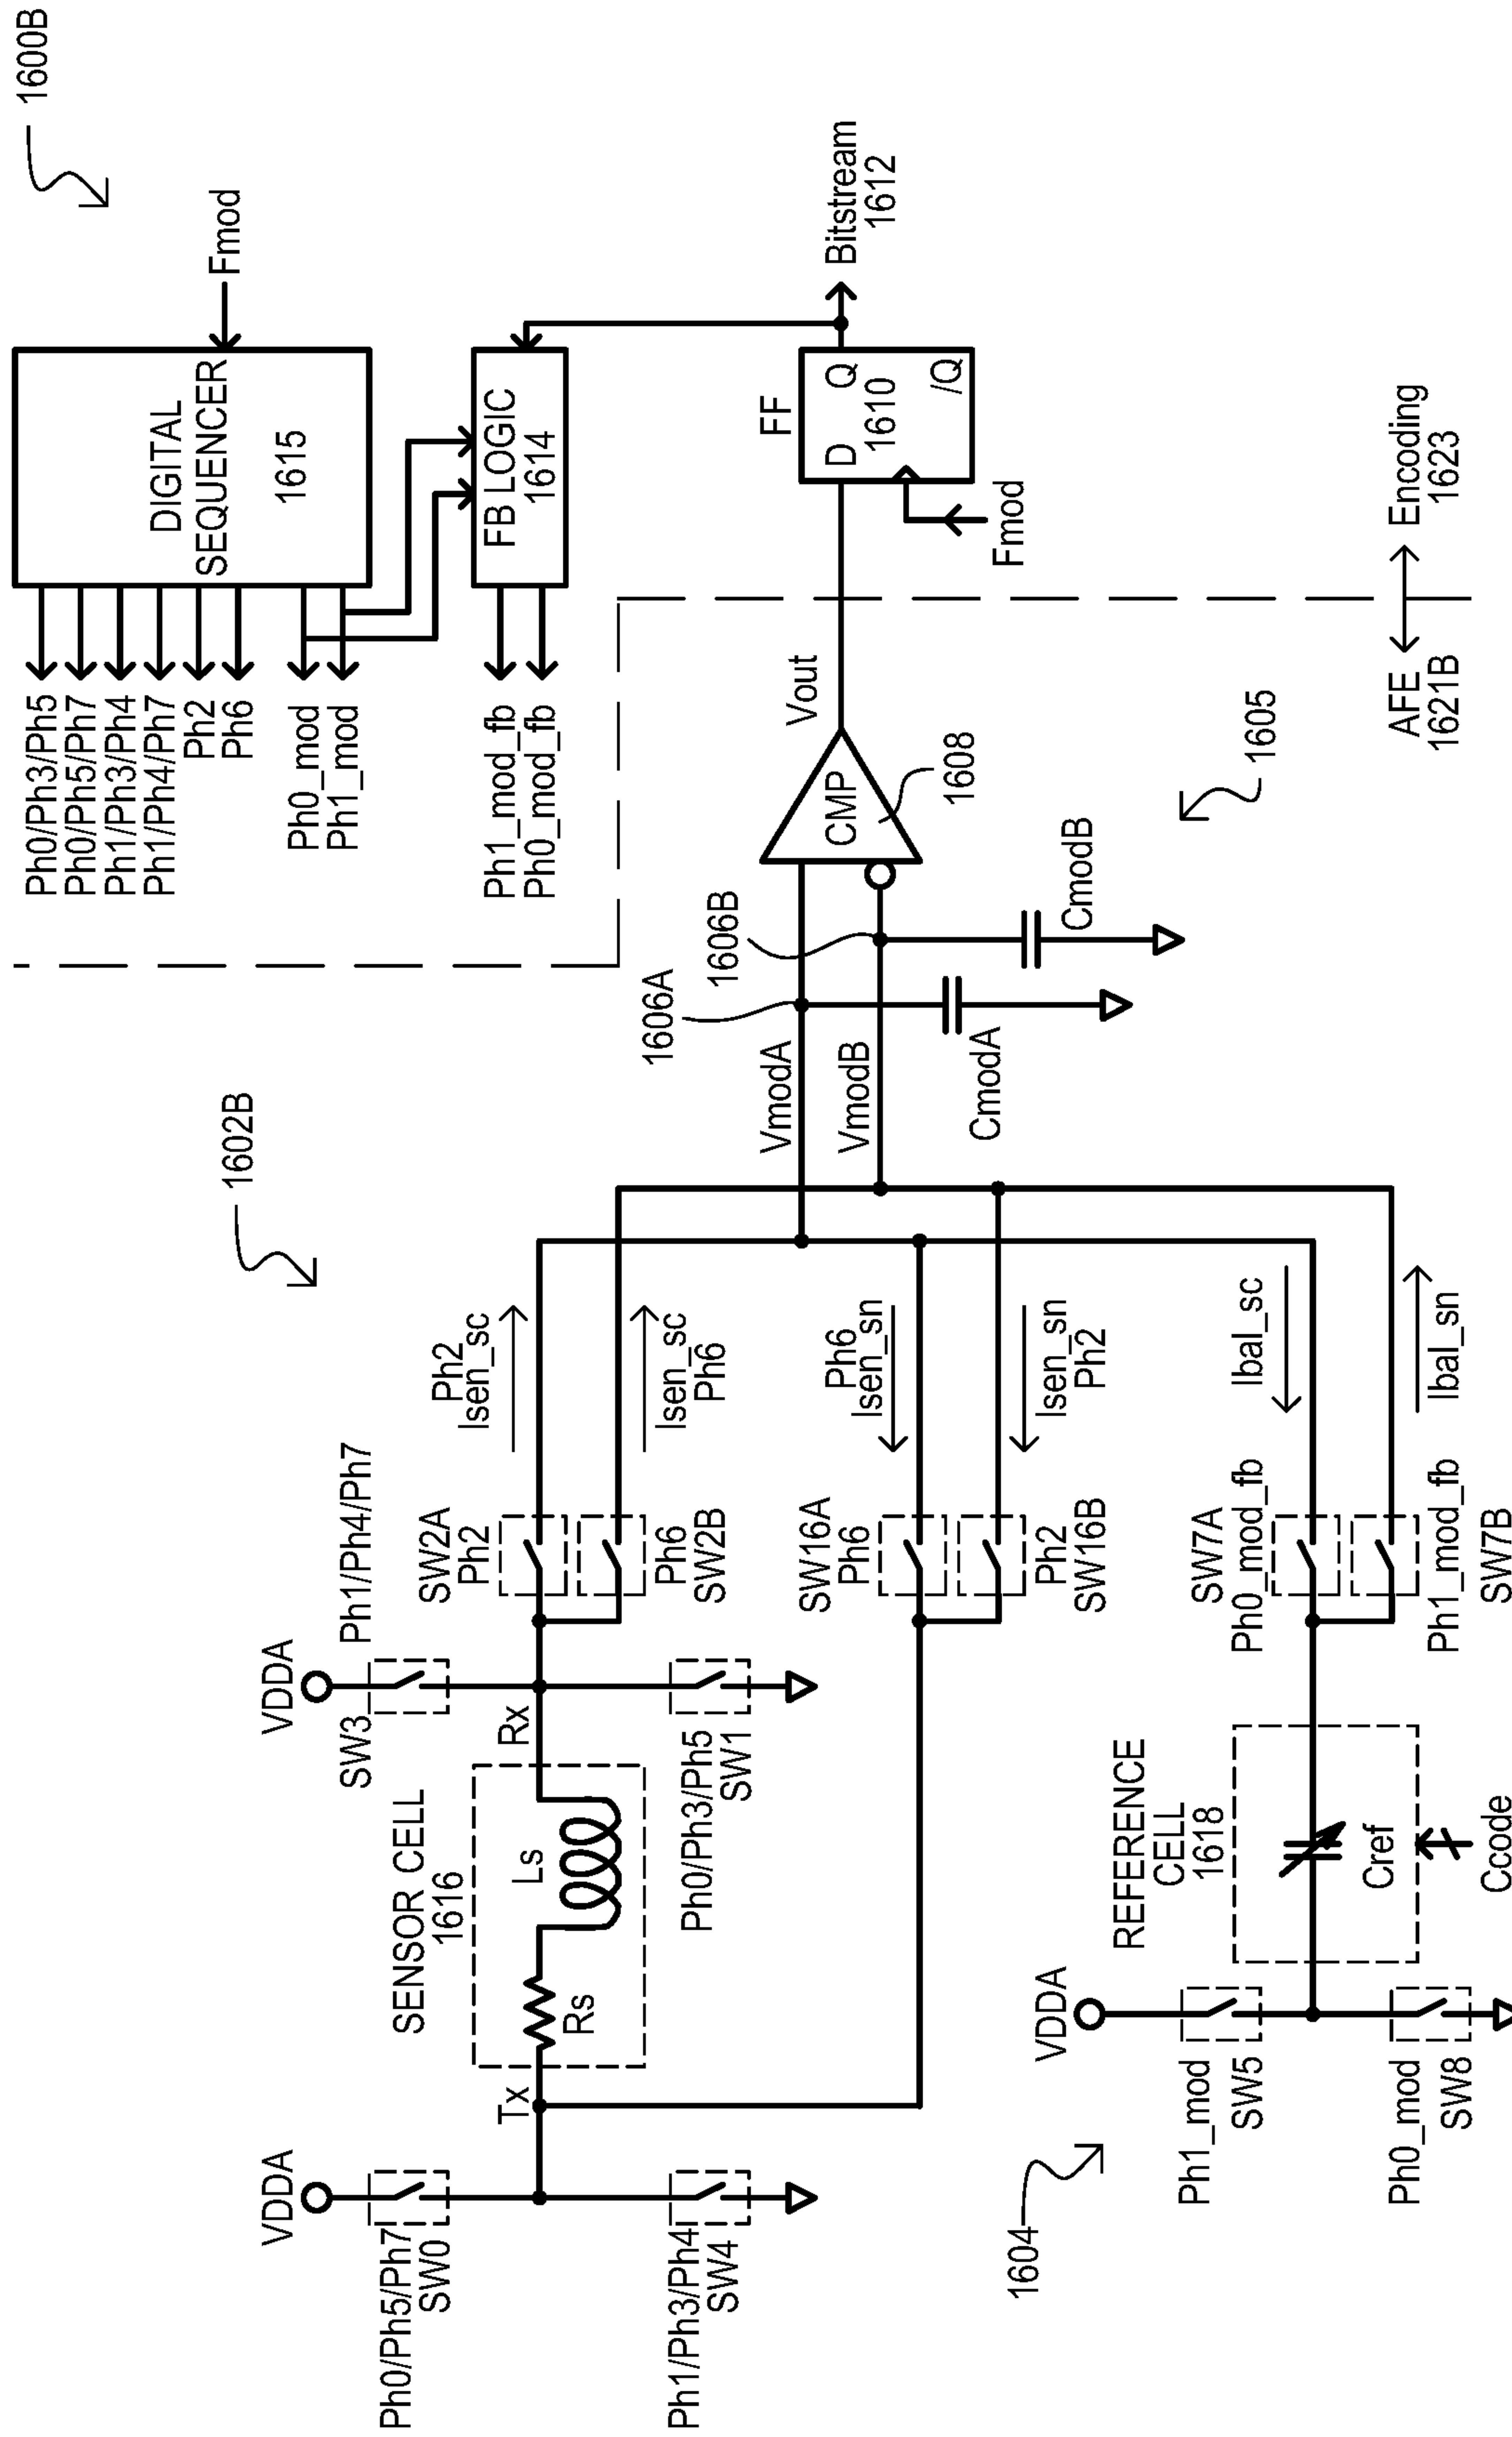 1600B
DIGITAL
SEQUENCER
1615
Fmod
Ph0/Ph3/Ph5
Ph0/Ph5/Ph7
Ph1/Ph3/Ph4
Ph1/Ph4/Ph7
Ph2
Ph6
Ph0_mod
Ph1_mod
FB LOGIC
1614
Ph1_mod_fb
Ph0_mod_fb
FF
D
Q
1610
/Q
Fmod
Bitstream
1612
Vout
CMP
1608
1605
AFE
1621B
Encoding
1623
1606A
1606B
VmodA
VmodB
CmodA
CmodB
1602B
VDDA
Ph0/Ph5/Ph7
SW0
Ph1/Ph3/Ph4
SW4
Tx
SENSOR CELL
1616
Rs
Ls
Rx
VDDA
SW3
Ph1/Ph4/Ph7
Ph0/Ph3/Ph5
SW1
SW2A
Ph2
Ph6
SW2B
Ph2
Isen_sc
Isen_sc
Ph6
SW16A
Ph6
Ph2
SW16B
Ph6
Isen_sn
Isen_sn
Ph2
1604
VDDA
Ph1_mod
SW5
Ph0_mod
SW8
REFERENCE
CELL
1618
Cref
Ccode
SW7A
Ph0_mod_fb
Ph1_mod_fb
SW7B
Ibal_sc
Ibal_sn